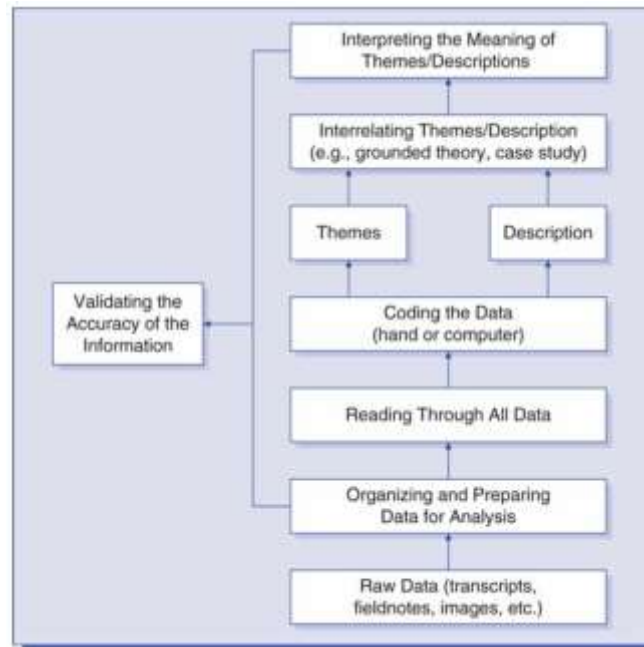 Interpreting the Meaning of
Themes/Descriptions
Interrelating Themes/Description
(e.g., grounded theory, case study)
Themes
Description
Validating the
Accuracy of the
Information
Coding the Data
(hand or computer)
Reading Through All Data
Organizing and Preparing
Data for Analysis
Raw Data (transcripts,
fieldnotes, images, etc.)